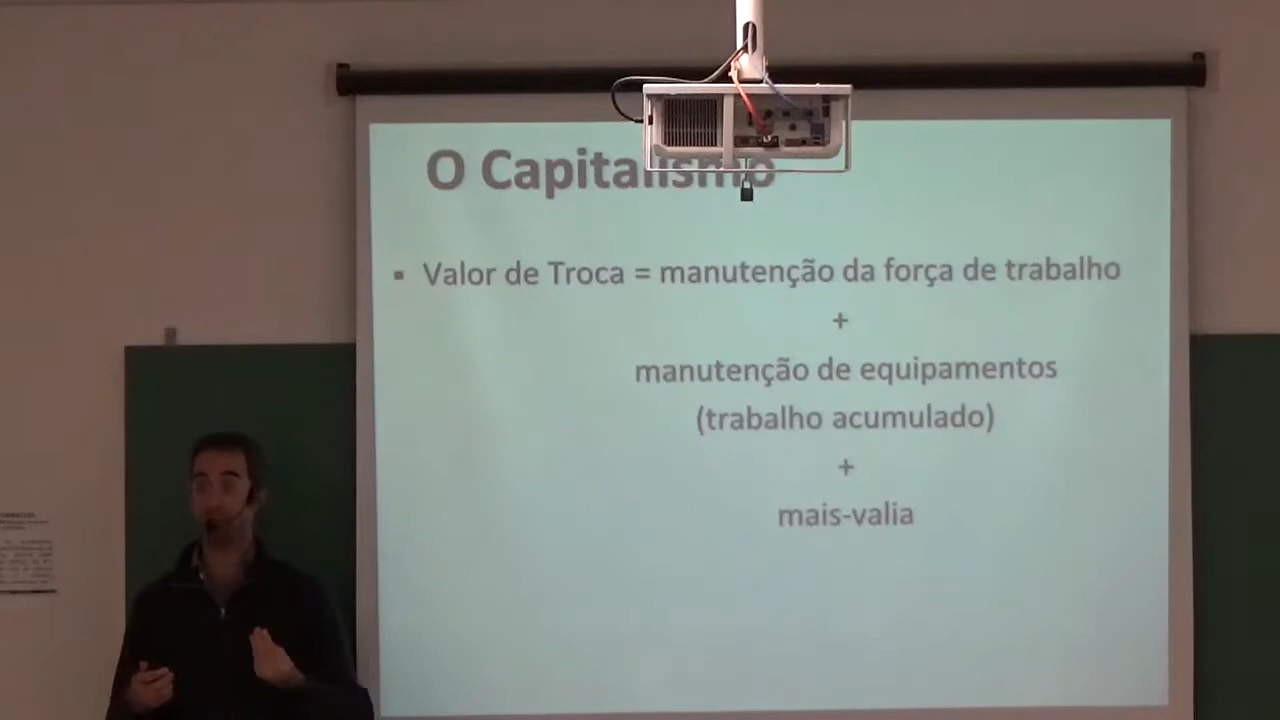 O Capitalismo
▪ Valor de Troca = manutenção da força de trabalho
+
manutenção de equipamentos
(trabalho acumulado)
+
mais-valia